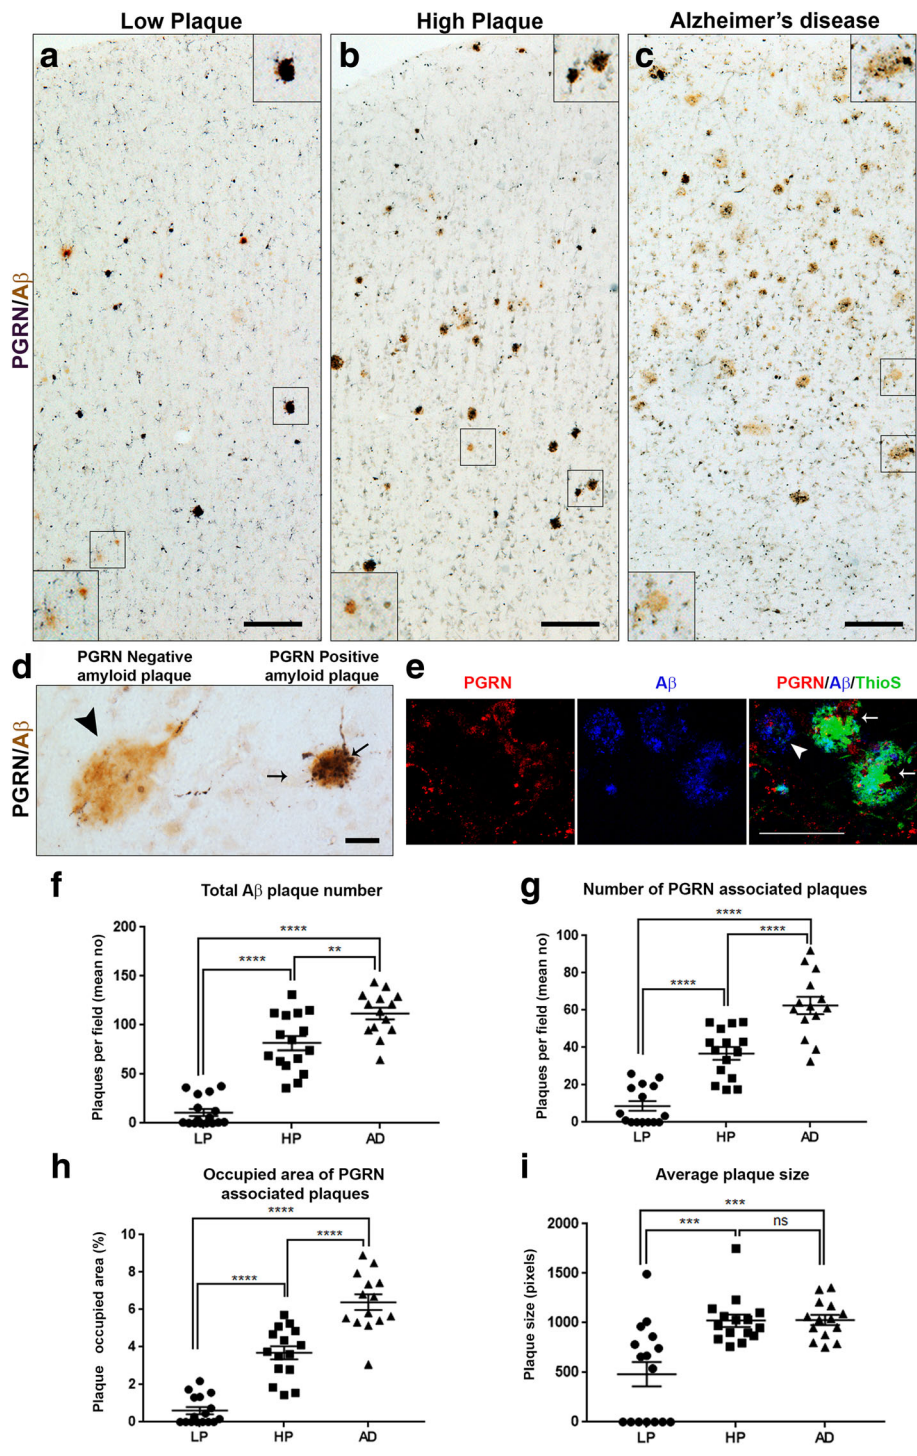 Low Plaque
High Plaque
Alzheimer's disease
a
b
c
PGRN/Aβ
d
PGRN Negative
amyloid plaque
PGRN Positive
amyloid plaque
PGRN/Aβ
e
PGRN
Aβ
PGRN/Aβ/ThioS
f
Total Aβ plaque number
Plaques per field (mean no)
200
150
100
50
0
****
****
**
LP
HP
AD
g
Number of PGRN associated plaques
Plaques per field (mean no)
100
80
60
40
20
0
****
****
****
LP
HP
AD
h
Occupied area of PGRN
associated plaques
Plaque occupied area (%)
10
8
6
4
2
0
****
****
****
LP
HP
AD
i
Average plaque size
Plaque size (pixels)
2000
1500
1000
500
0
***
***
ns
LP
HP
AD